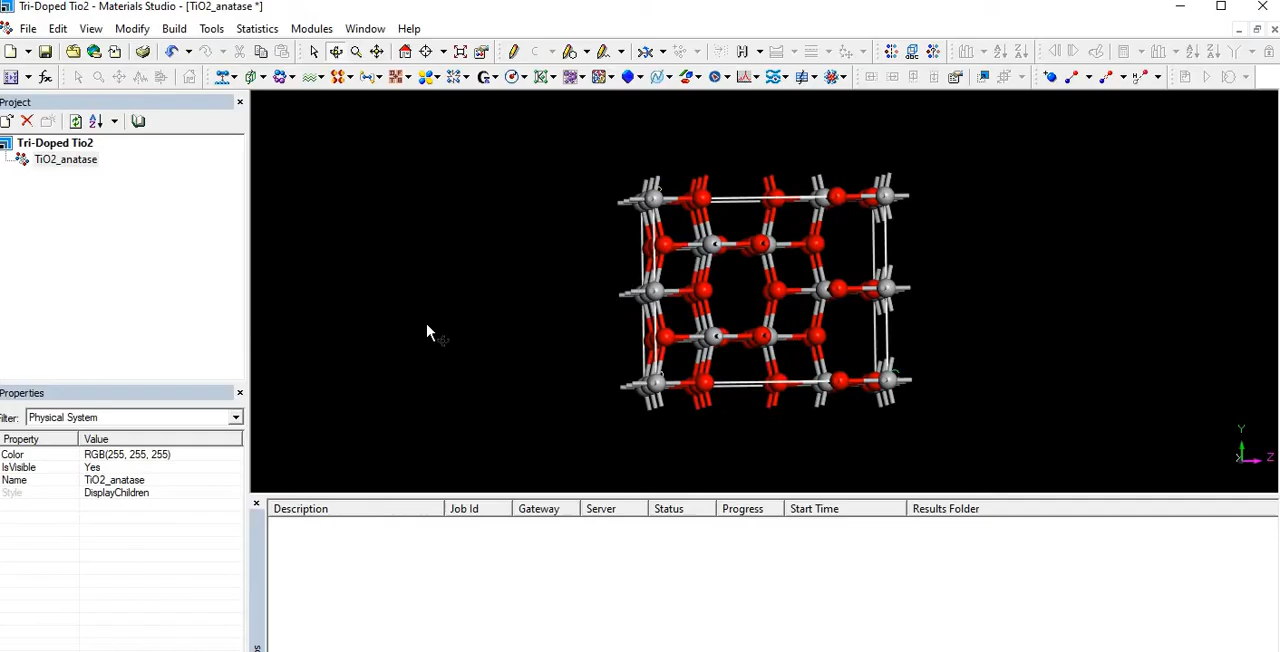 Tri-Doped Tio2 - Materials Studio - [TiO2_anatase *]
File Edit View Modify Build Tools Statistics Modules Window Help
Project
Tri-Doped Tio2
TiO2_anatase
Properties
Filter: Physical System
Property Value
Color RGB(255, 255, 255)
IsVisible Yes
Name TiO2_anatase
Style DisplayChildren
Y
Z
Description Job Id Gateway Server Status Progress Start Time Results Folder